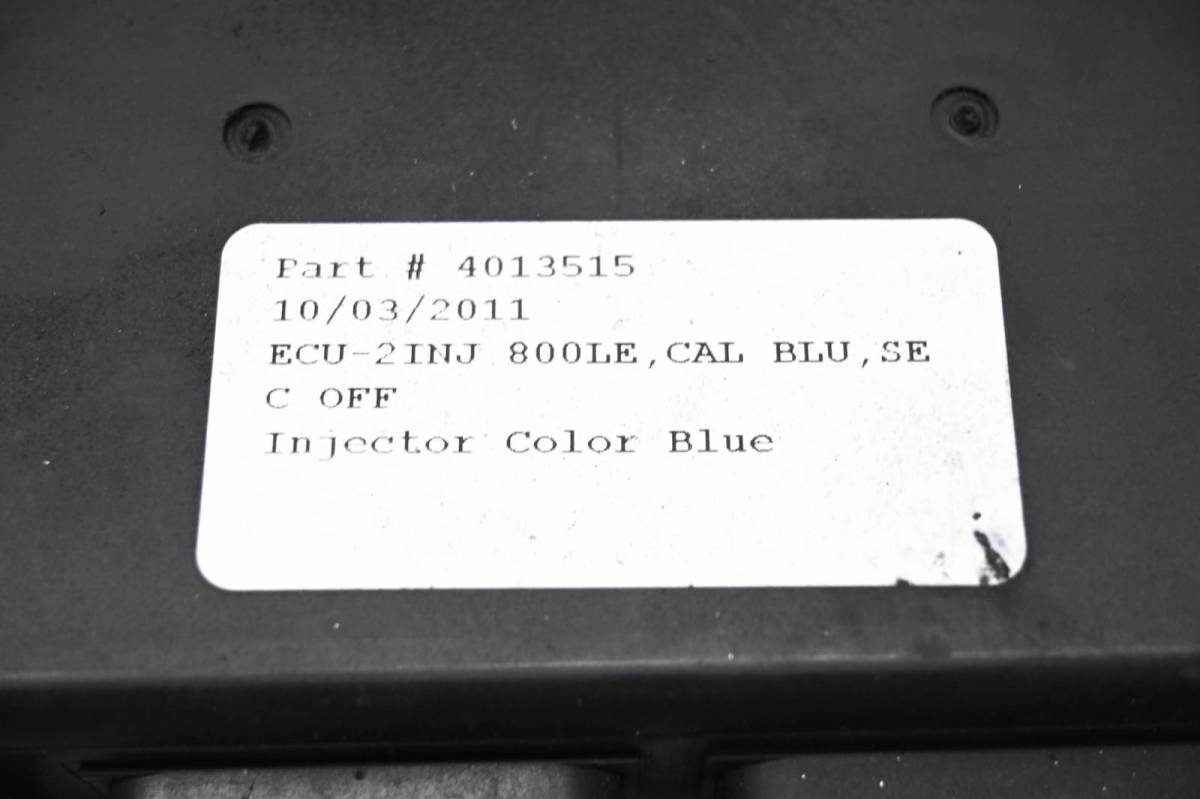 Part # 4013515
10/03/2011
ECU-2INJ 800LE,CAL BLU,SE
C OFF
Injector Color Blue